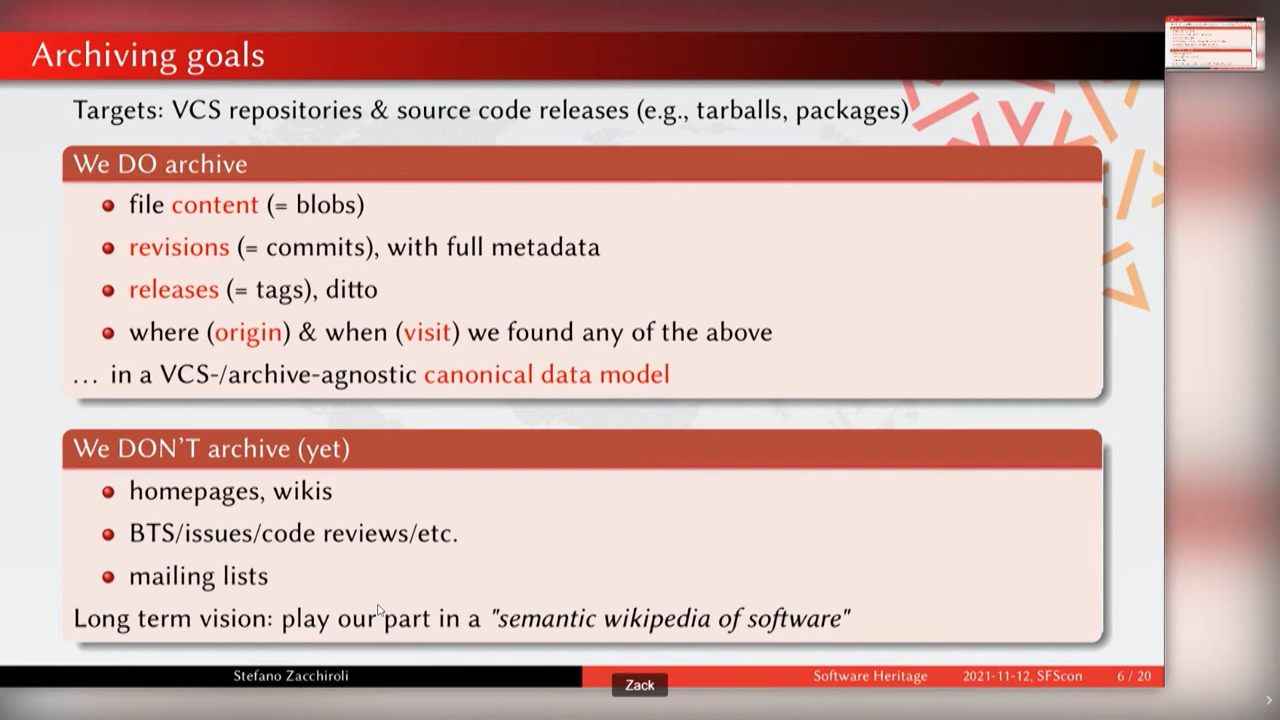 Archiving goals
Targets: VCS repositories & source code releases (e.g., tarballs, packages)
We DO archive
file content (= blobs)
revisions (= commits), with full metadata
releases (= tags), ditto
where (origin) & when (visit) we found any of the above
... in a VCS-/archive-agnostic canonical data model
We DON'T archive (yet)
homepages, wikis
BTS/issues/code reviews/etc.
mailing lists
Long term vision: play our part in a "semantic wikipedia of software"
Stefano Zacchiroli
Software Heritage
2021-11-12, SFScon
6 / 20
Zack